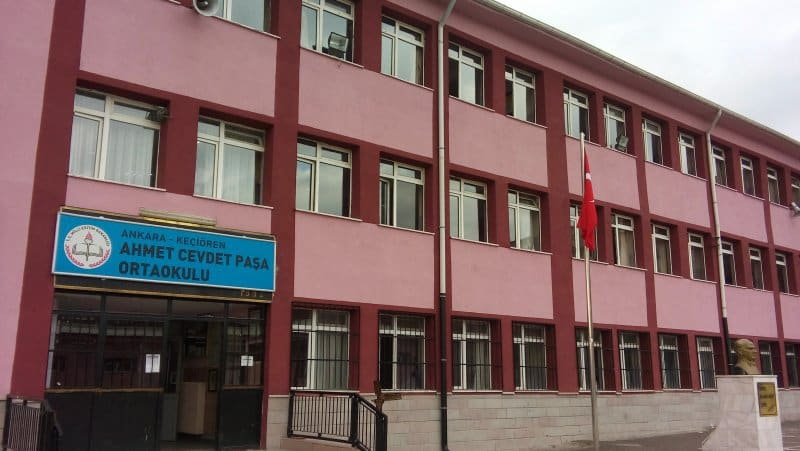 ANKARA - KEÇİÖREN
AHMET CEVDET PAŞA
ORTAOKULU